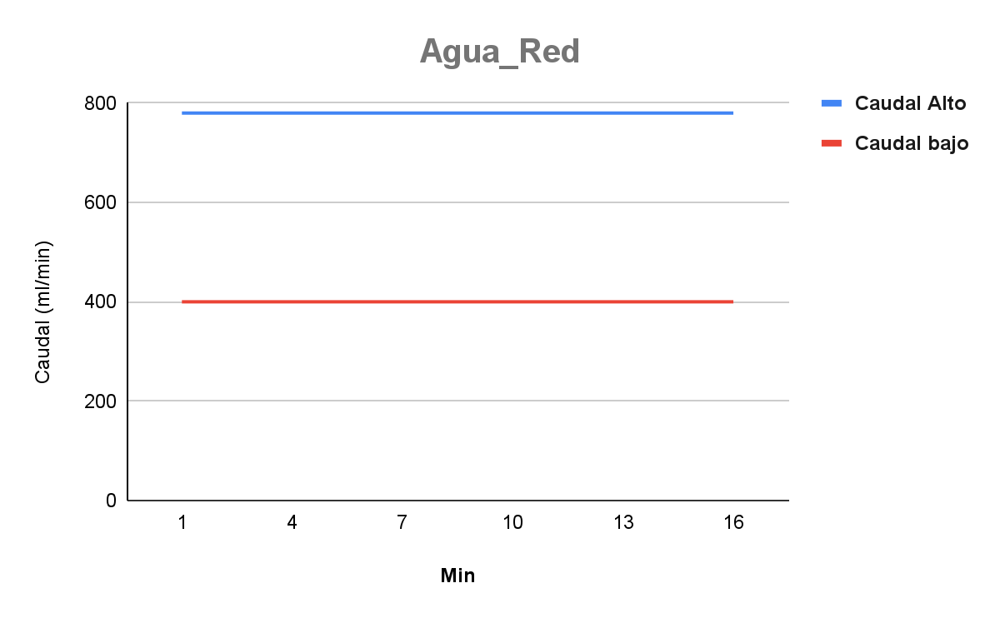 Agua_Red
Caudal Alto
Caudal bajo
Caudal (ml/min)
800
600
400
200
0
1 4 7 10 13 16
Min